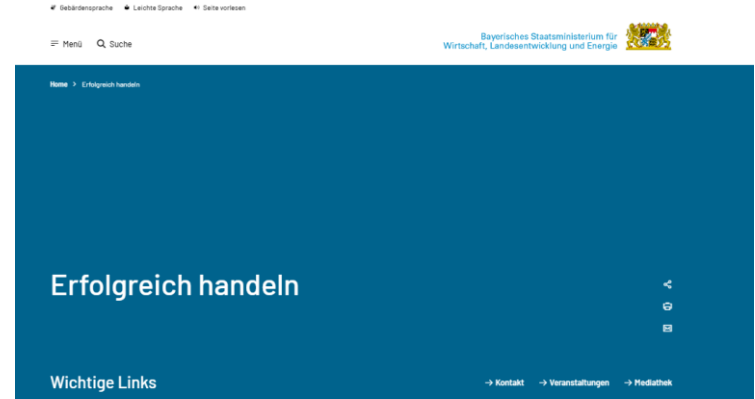 Gebärdensprache Leichte Sprache Seite vorlesen
Menü Suche
Bayerisches Staatsministerium für
Wirtschaft, Landesentwicklung und Energie
Home > Erfolgreich handeln
Erfolgreich handeln
Wichtige Links
→ Kontakt → Veranstaltungen → Mediathek